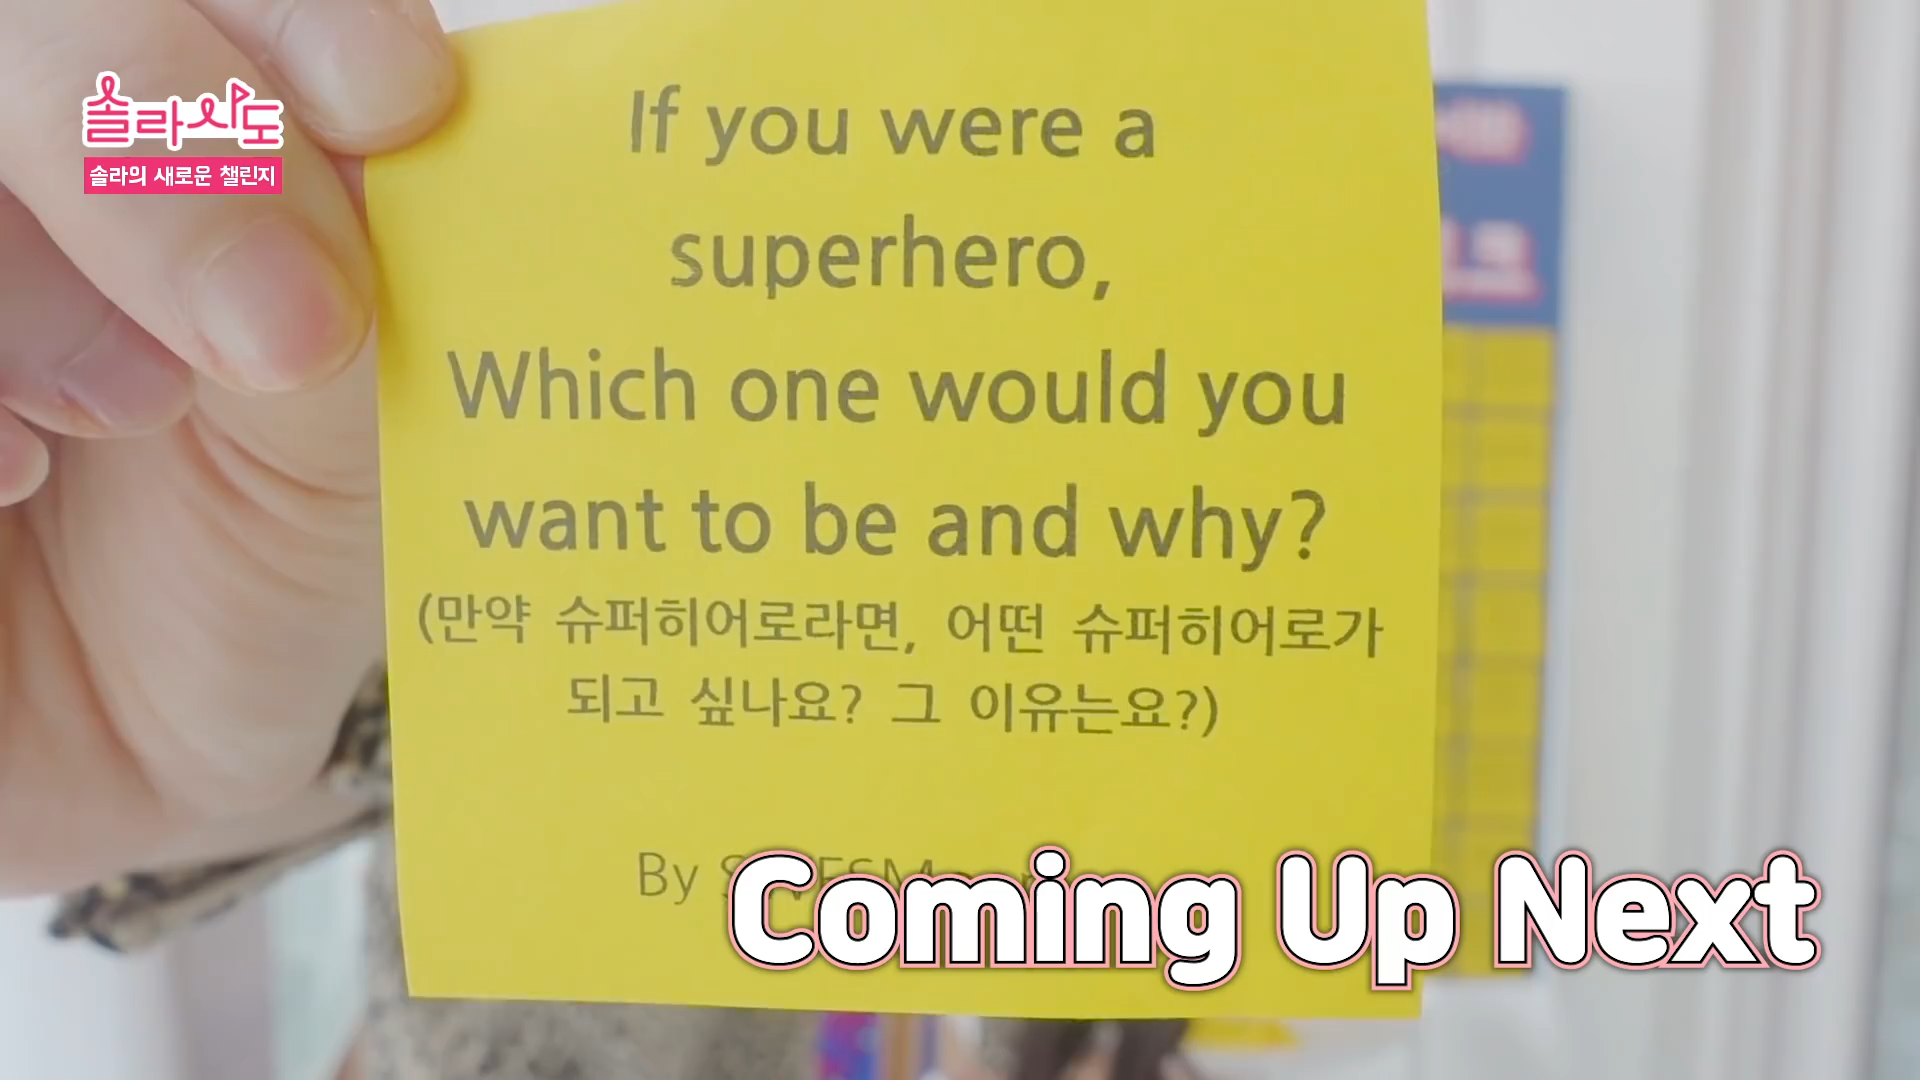 솔라시도
솔라의 새로운 챌린지
If you were a
superhero,
Which one would you
want to be and why?
(만약 슈퍼히어로라면, 어떤 슈퍼히어로가
되고 싶나요? 그 이유는요?)
By
Coming Up Next